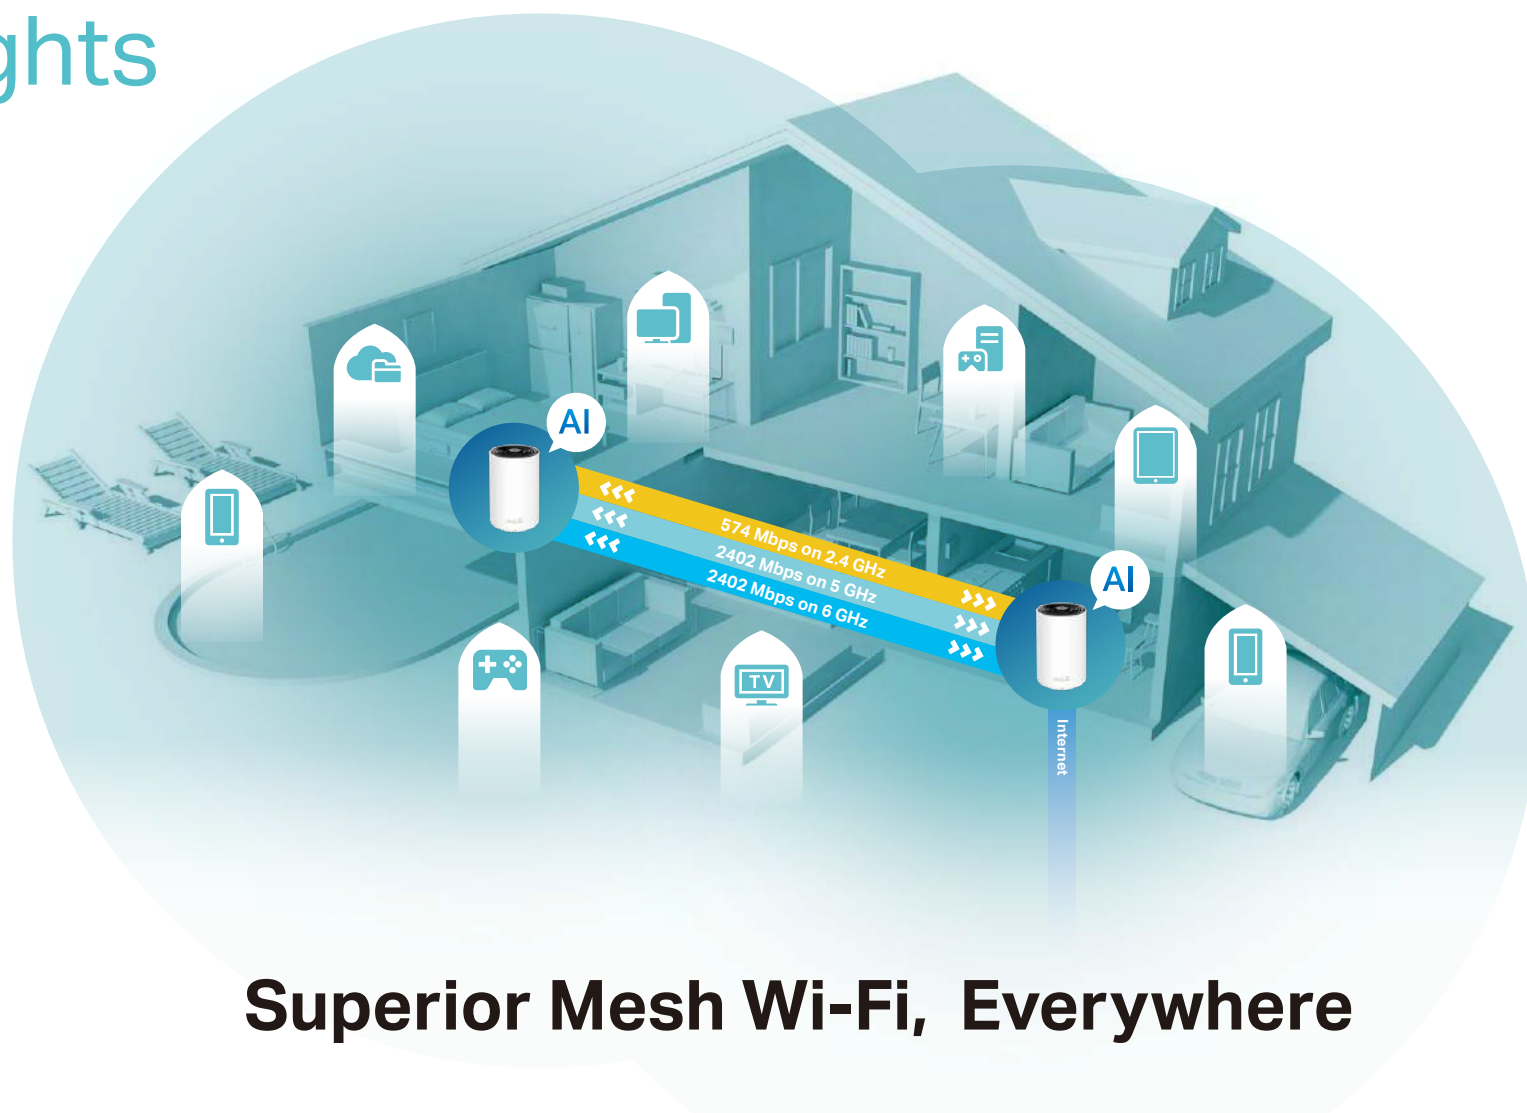 ghts
AI
574 Mbps on 2.4 GHz
2402 Mbps on 5 GHz
2402 Mbps on 6 GHz
AI
TV
Internet
Superior Mesh Wi-Fi, Everywhere